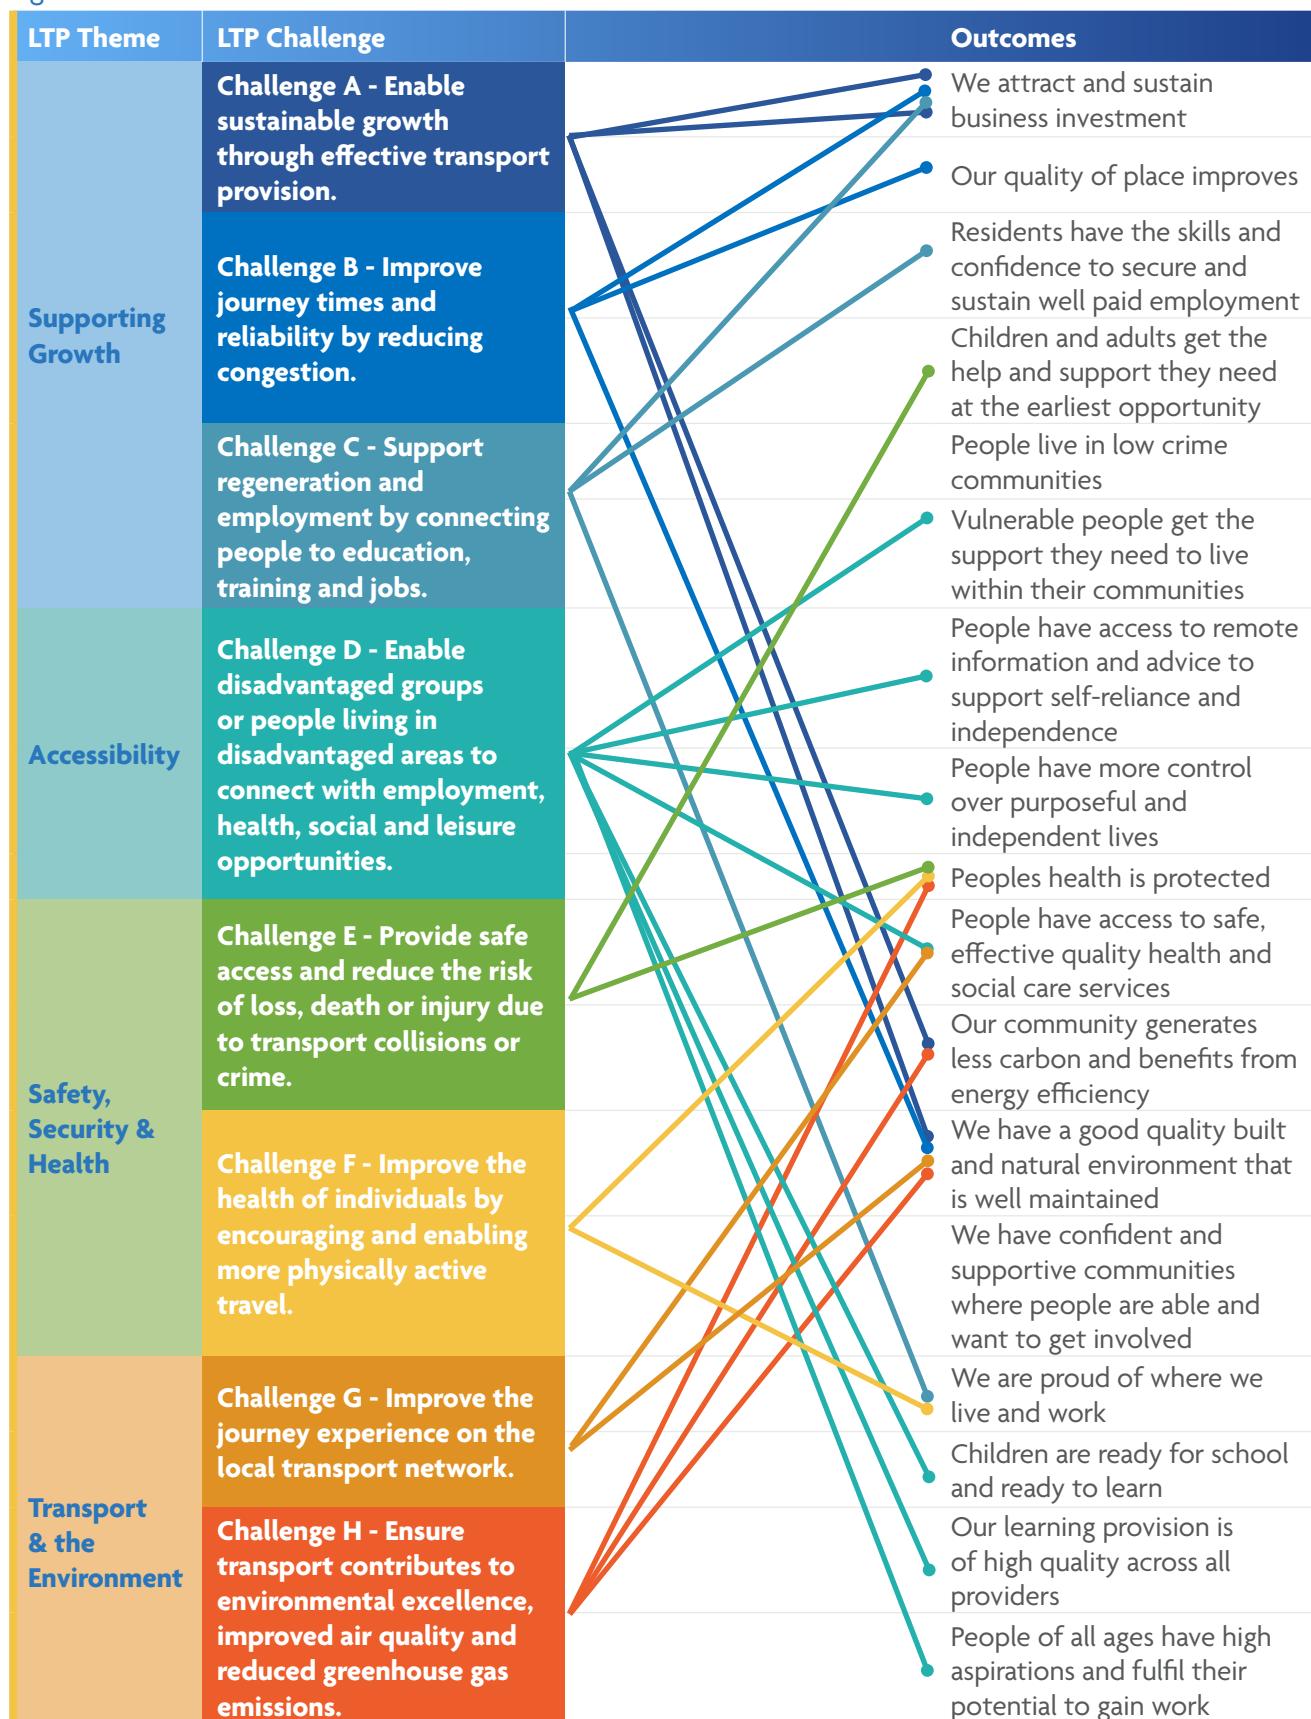 LTP Theme
LTP Challenge
Outcomes
Supporting
Growth
Challenge A - Enable
sustainable growth
through effective transport
provision.
Challenge B - Improve
journey times and
reliability by reducing
congestion.
Challenge C - Support
regeneration and
employment by connecting
people to education,
training and jobs.
Accessibility
Challenge D - Enable
disadvantaged groups
or people living in
disadvantaged areas to
connect with employment,
health, social and leisure
opportunities.
Safety,
Security &
Health
Challenge E - Provide safe
access and reduce the risk
of loss, death or injury due
to transport collisions or
crime.
Challenge F - Improve the
health of individuals by
encouraging and enabling
more physically active
travel.
Transport
& the
Environment
Challenge G - Improve the
journey experience on the
local transport network.
Challenge H - Ensure
transport contributes to
environmental excellence,
improved air quality and
reduced greenhouse gas
emissions.
We attract and sustain
business investment
Our quality of place improves
Residents have the skills and
confidence to secure and
sustain well paid employment
Children and adults get the
help and support they need
at the earliest opportunity
People live in low crime
communities
Vulnerable people get the
support they need to live
within their communities
People have access to remote
information and advice to
support self-reliance and
independence
People have more control
over purposeful and
independent lives
Peoples health is protected
People have access to safe,
effective quality health and
social care services
Our community generates
less carbon and benefits from
energy efficiency
We have a good quality built
and natural environment that
is well maintained
We have confident and
supportive communities
where people are able and
want to get involved
We are proud of where we
live and work
Children are ready for school
and ready to learn
Our learning provision is
of high quality across all
providers
People of all ages have high
aspirations and fulfil their
potential to gain work